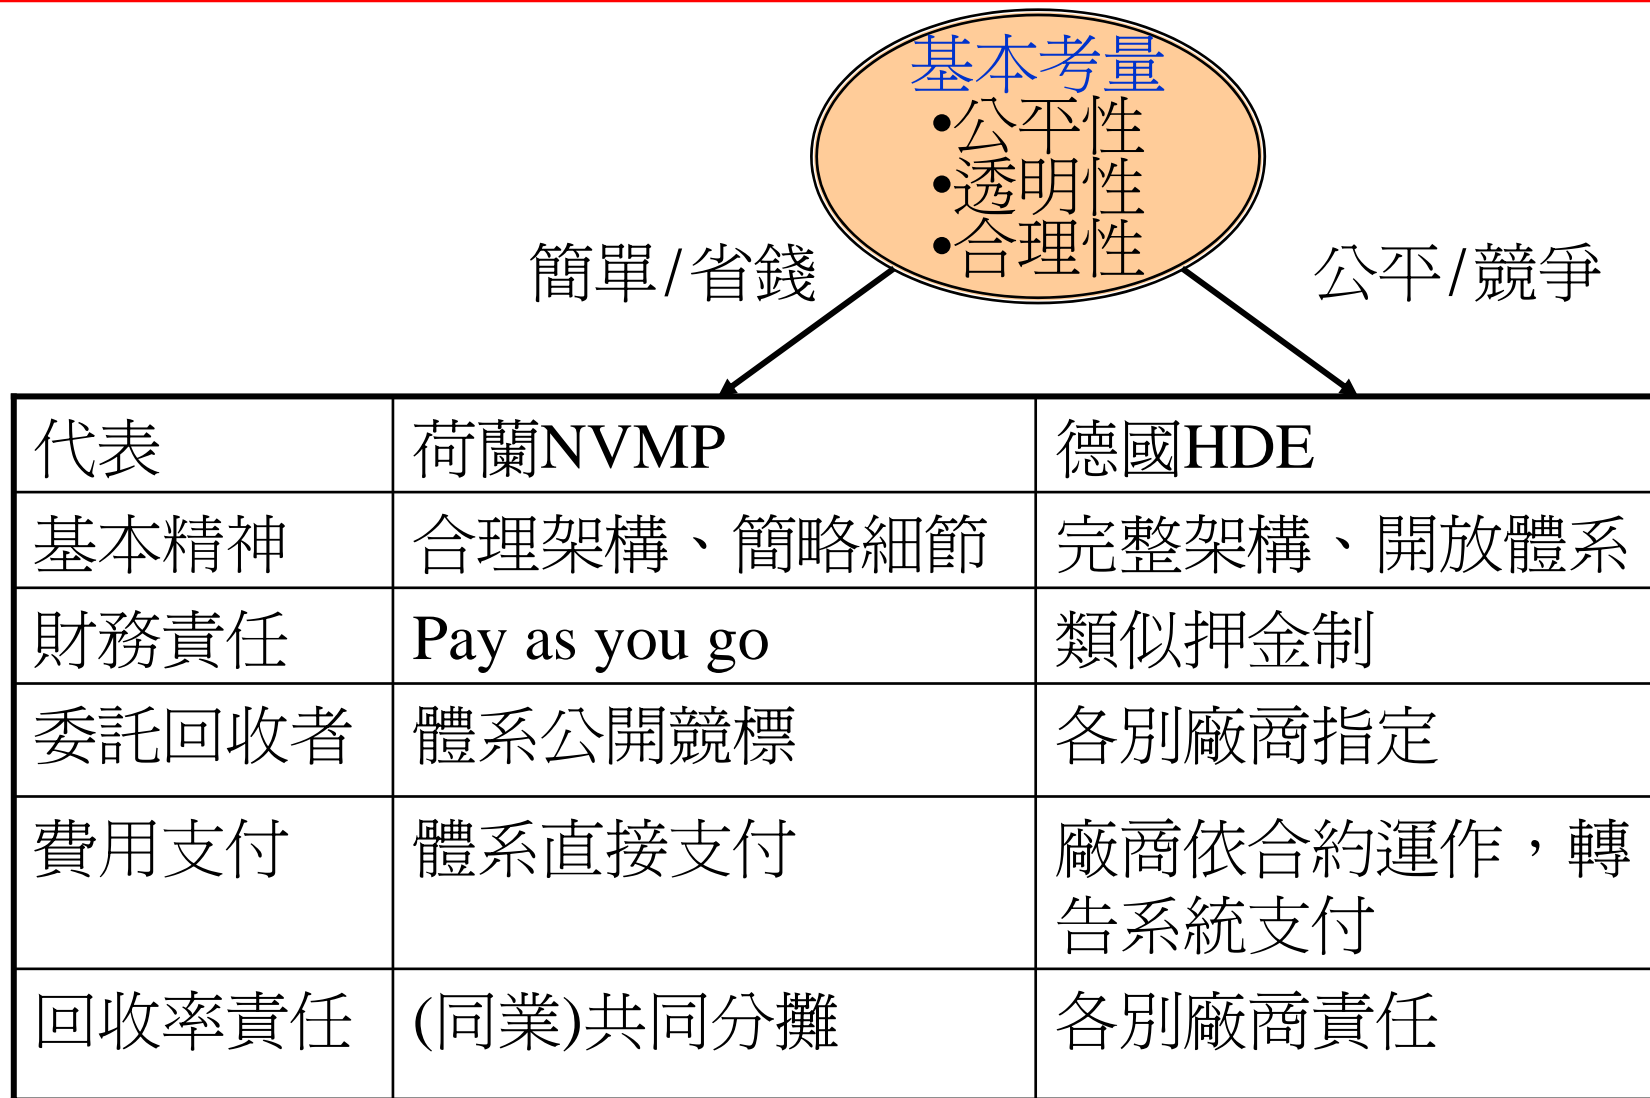 基本考量
•公平性
•透明性
•合理性
簡單/省錢
公平/競爭
代表
荷蘭NVMP
德國HDE
基本精神
合理架構、簡略細節
完整架構、開放體系
財務責任
Pay as you go
類似押金制
委託回收者
體系公開競標
各別廠商指定
費用支付
體系直接支付
廠商依合約運作，轉
告系統支付
回收率責任
(同業)共同分攤
各別廠商責任